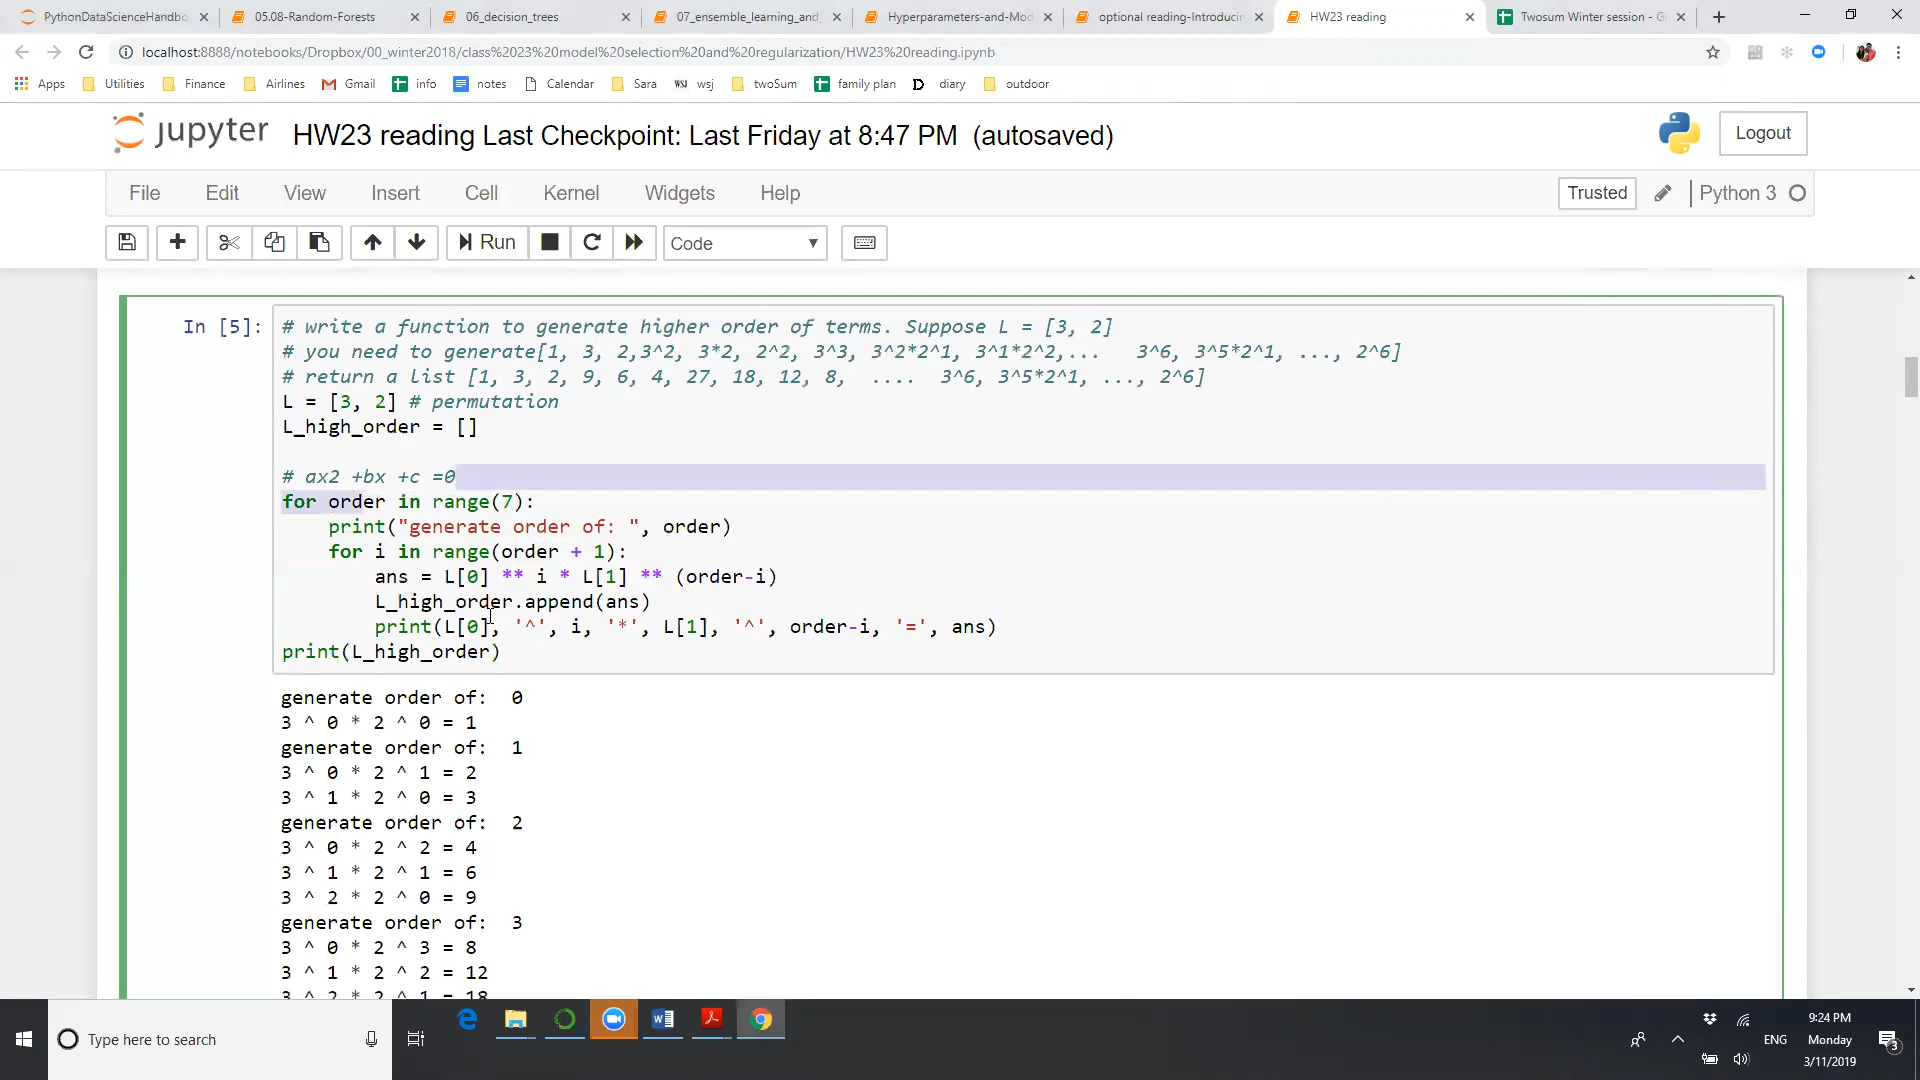 PythonDataScienceHandbo
05.08-Random-Forests
06_decision_trees
07_ensemble_learning_and_
Hyperparameters-and-Mod
optional reading-Introducin
HW23 reading
Twosum Winter session - G
localhost:8888/notebooks/Dropbox/00_winter2018/class%2023%20model%20selection%20and%20regularization/HW23%20reading.ipynb
Apps Utilities Finance Airlines Gmail info notes Calendar Sara WSJ wsj twoSum family plan D diary outdoor
jupyter HW23 reading Last Checkpoint: Last Friday at 8:47 PM (autosaved) Logout
File Edit View Insert Cell Kernel Widgets Help Trusted Python 3
Run Code
In [5]: # write a function to generate higher order of terms. Suppose L = [3, 2]
# you need to generate[1, 3, 2,3^2, 3*2, 2^2, 3^3, 3^2*2^1, 3^1*2^2,... 3^6, 3^5*2^1, ..., 2^6]
# return a list [1, 3, 2, 9, 6, 4, 27, 18, 12, 8, .... 3^6, 3^5*2^1, ..., 2^6]
L = [3, 2] # permutation
L_high_order = []
# ax2 +bx +c =0
for order in range(7):
print("generate order of: ", order)
for i in range(order + 1):
ans = L[0] ** i * L[1] ** (order-i)
L_high_order.append(ans)
print(L[0], '^', i, '*', L[1], '^', order-i, '=', ans)
print(L_high_order)
generate order of: 0
3 ^ 0 * 2 ^ 0 = 1
generate order of: 1
3 ^ 0 * 2 ^ 1 = 2
3 ^ 1 * 2 ^ 0 = 3
generate order of: 2
3 ^ 0 * 2 ^ 2 = 4
3 ^ 1 * 2 ^ 1 = 6
3 ^ 2 * 2 ^ 0 = 9
generate order of: 3
3 ^ 0 * 2 ^ 3 = 8
3 ^ 1 * 2 ^ 2 = 12
3 ^ 2 * 2 ^ 1 = 18
Type here to search
ENG
9:24 PM
Monday
3/11/2019
3